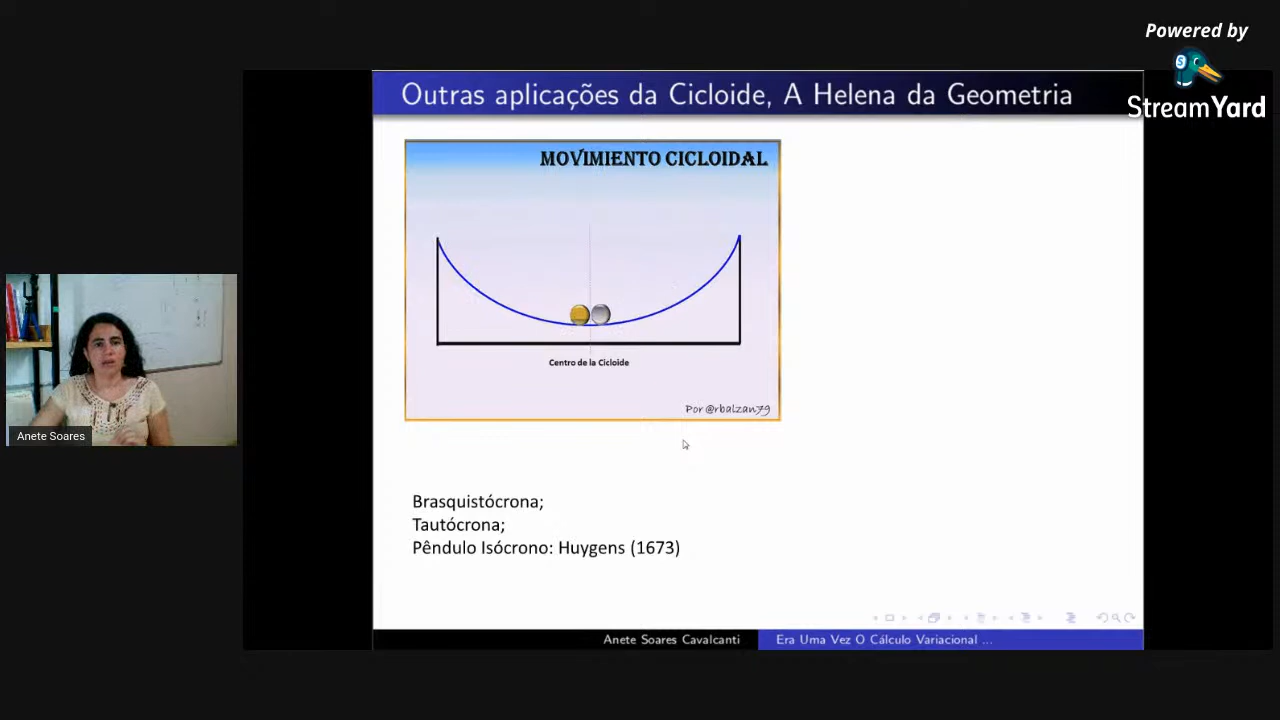 Powered by
StreamYard
Outras aplicações da Cicloide, A Helena da Geometria
MOVIMIENTO CICLOIDAL
Centro de la Cicloide
Por @rbalzan79
Anete Soares
Brasquistócrona;
Tautócrona;
Pêndulo Isócrono: Huygens (1673)
Anete Soares Cavalcanti
Era Uma Vez O Cálculo Variacional ...